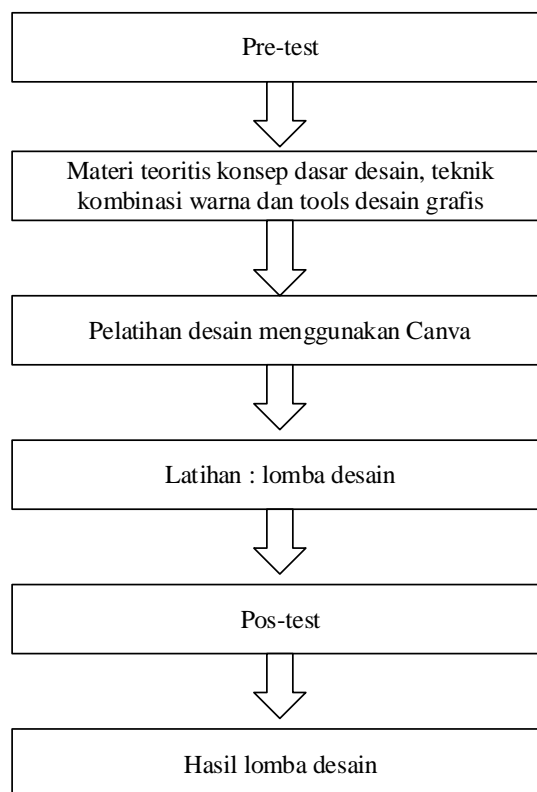 Pre-test
Materi teoritis konsep dasar desain, teknik
kombinasi warna dan tools desain grafis
Pelatihan desain menggunakan Canva
Latihan : lomba desain
Pos-test
Hasil lomba desain